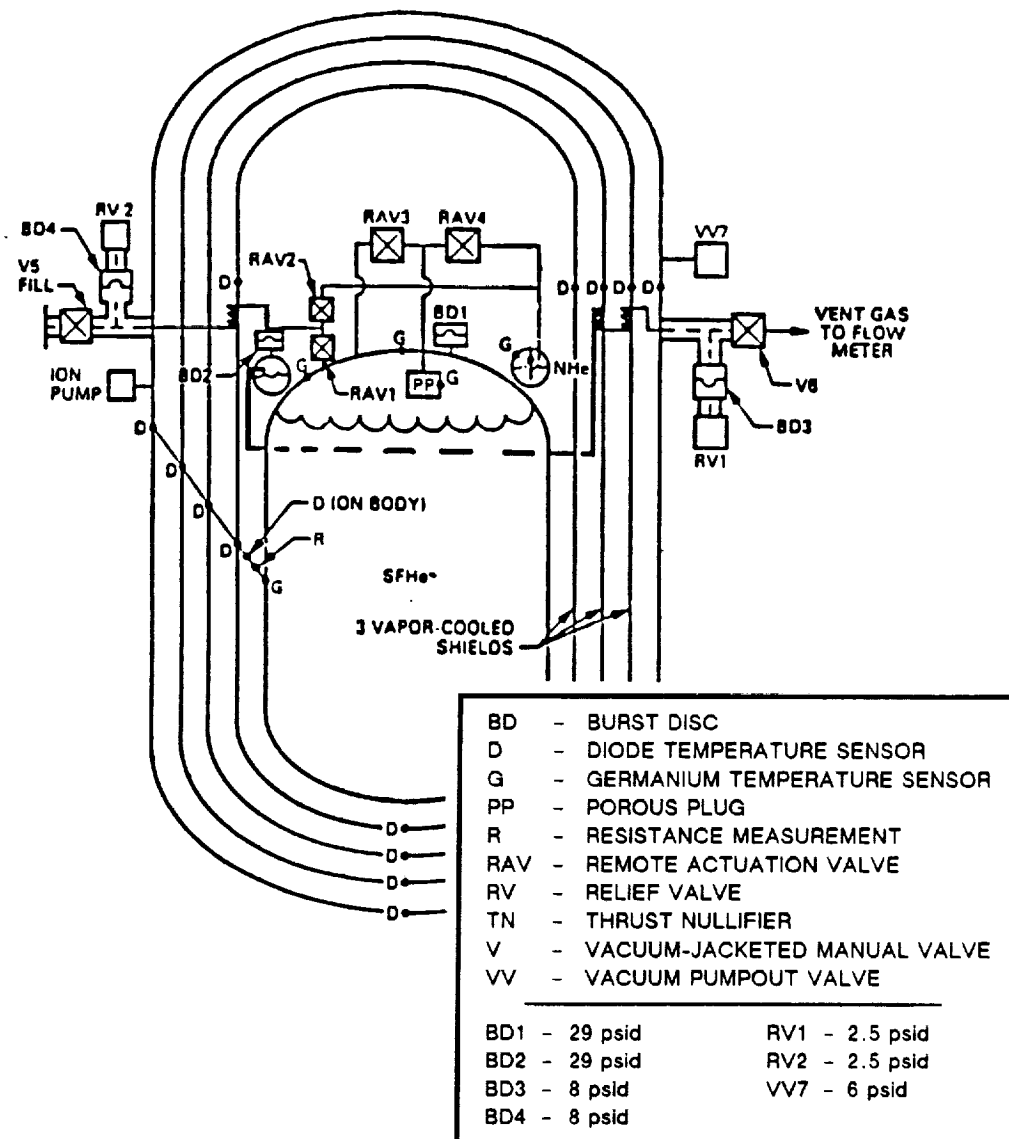 RV 2
BD4
V5
FILL
ION
PUMP
RAV3
RAV4
RAV2
BD1
D
G
G
BD2
RAV1
PP
G
G
NHe
D
D
D
D
VV7
VENT GAS
TO FLOW
METER
V6
BD3
RV1
D
D
D
D
D (ON BODY)
R
G
SFHe
3 VAPOR-COOLED
SHIELDS
D
D
D
D
BD - BURST DISC
D - DIODE TEMPERATURE SENSOR
G - GERMANIUM TEMPERATURE SENSOR
PP - POROUS PLUG
R - RESISTANCE MEASUREMENT
RAV - REMOTE ACTUATION VALVE
RV - RELIEF VALVE
TN - THRUST NULLIFIER
V - VACUUM-JACKETED MANUAL VALVE
VV - VACUUM PUMPOUT VALVE
BD1 - 29 psid RV1 - 2.5 psid
BD2 - 29 psid RV2 - 2.5 psid
BD3 - 8 psid VV7 - 6 psid
BD4 - 8 psid